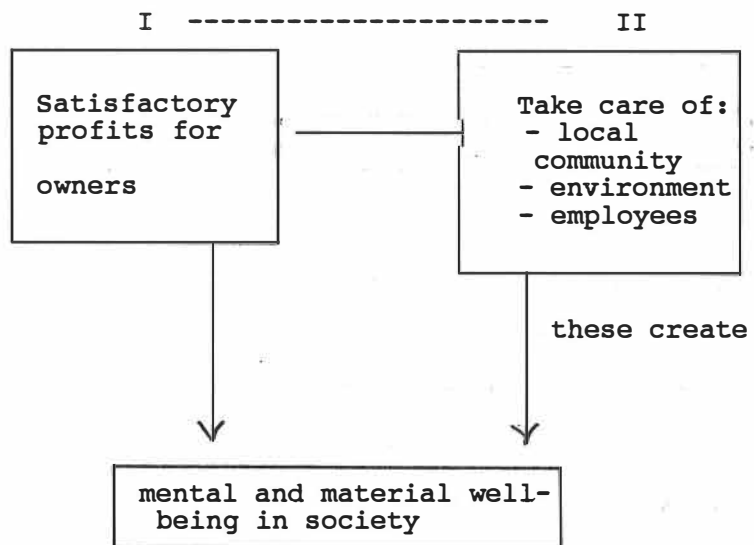 I ------------------------ II
Satisfactory
profits for
owners
Take care of:
- local
community
- environment
- employees
these create
mental and material well-
being in society